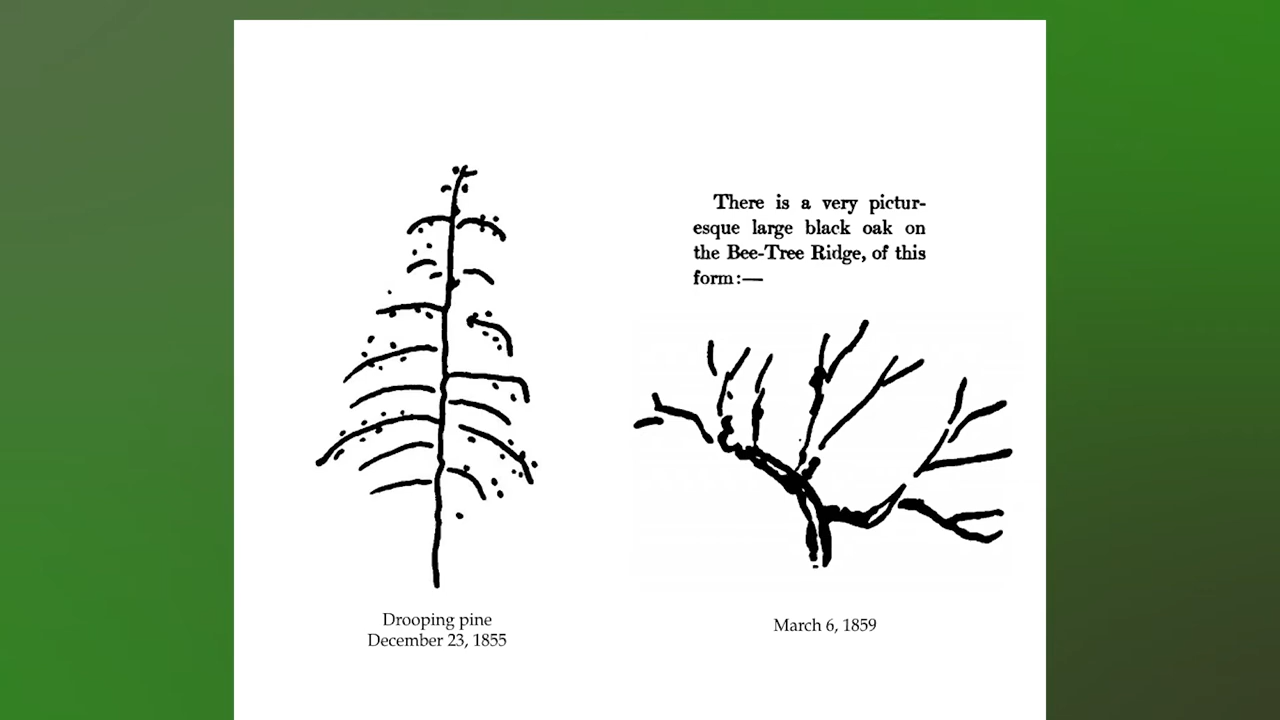 There is a very pictur-
esque large black oak on
the Bee-Tree Ridge, of this
form:—
Drooping pine
December 23, 1855
March 6, 1859